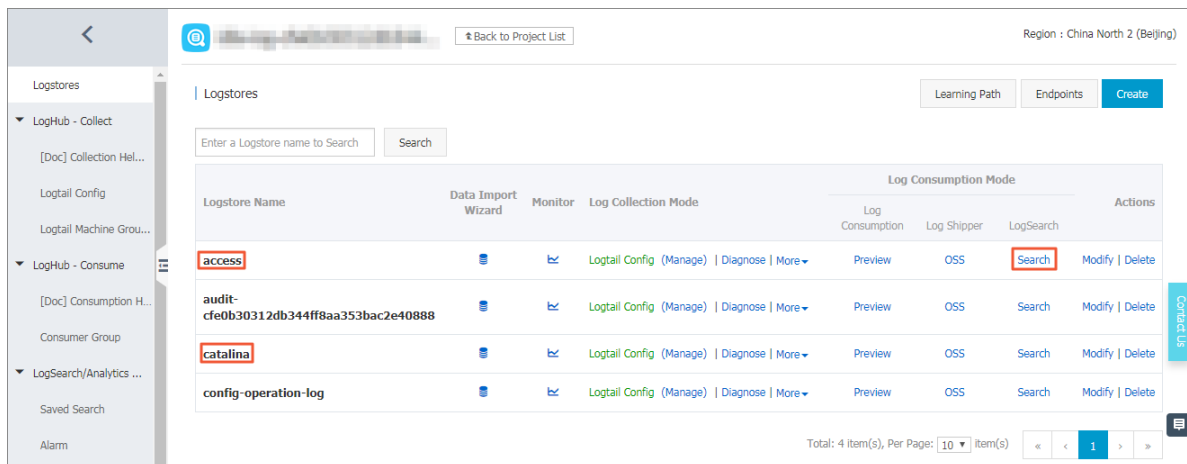 Back to Project List
Region : China North 2 (Beijing)
Logstores
LogHub - Collect
[Doc] Collection Hel...
Logtail Config
Logtail Machine Grou...
LogHub - Consume
[Doc] Consumption H...
Consumer Group
LogSearch/Analytics ...
Saved Search
Alarm
Logstores
Learning Path Endpoints Create
Enter a Logstore name to Search Search
Logstore Name Data Import Wizard Monitor Log Collection Mode Log Consumption Mode Actions
Log Consumption Log Shipper LogSearch
access Logtail Config (Manage) | Diagnose | More Preview OSS Search Modify | Delete
audit-
cfe0b30312db344ff8aa353bac2e40888 Logtail Config (Manage) | Diagnose | More Preview OSS Search Modify | Delete
catalina Logtail Config (Manage) | Diagnose | More Preview OSS Search Modify | Delete
config-operation-log Logtail Config (Manage) | Diagnose | More Preview OSS Search Modify | Delete
Total: 4 item(s), Per Page: 10 item(s) « ‹ 1 › »
Contact Us